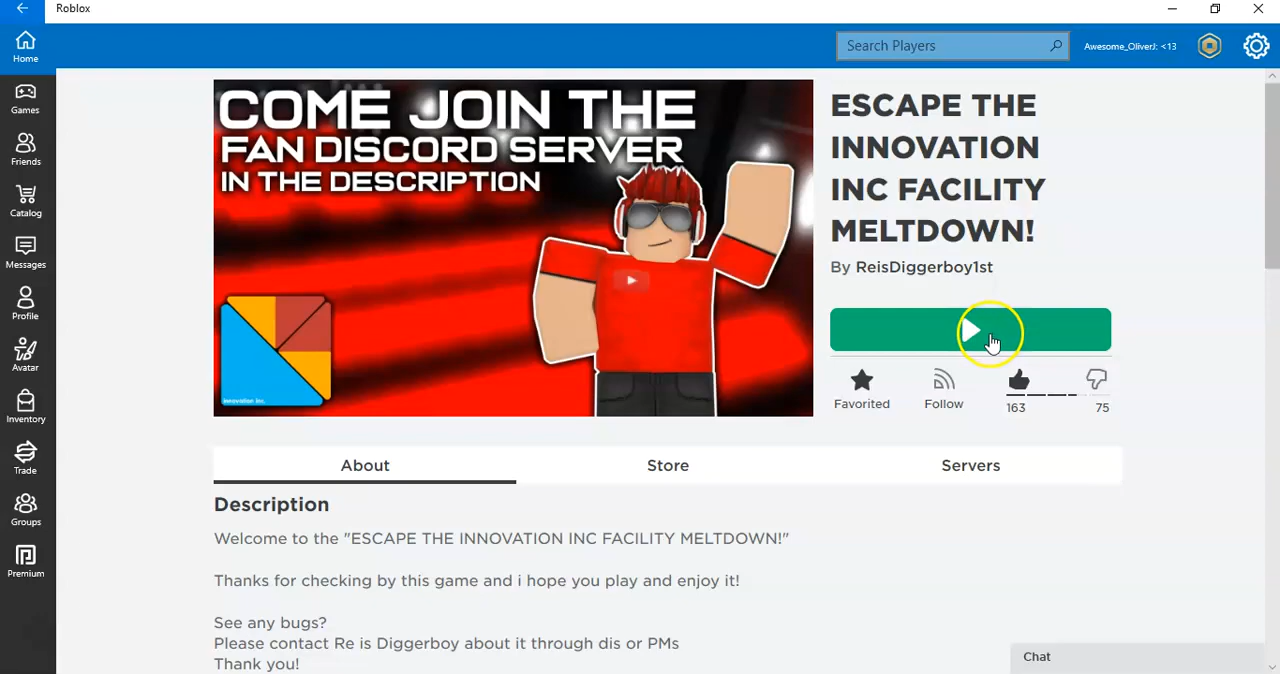 Roblox
Home
Search Players
Awesome_OliverJ: <13
Games
Friends
Catalog
Messages
Profile
Avatar
Inventory
Trade
Groups
Premium
COME JOIN THE
FAN DISCORD SERVER
IN THE DESCRIPTION
innovation inc.
ESCAPE THE
INNOVATION
INC FACILITY
MELTDOWN!
By ReisDiggerboy1st
Favorited
Follow
163
75
About
Store
Servers
Description
Welcome to the "ESCAPE THE INNOVATION INC FACILITY MELTDOWN!"
Thanks for checking by this game and i hope you play and enjoy it!
See any bugs?
Please contact Re is Diggerboy about it through dis or PMs
Thank you!
Chat